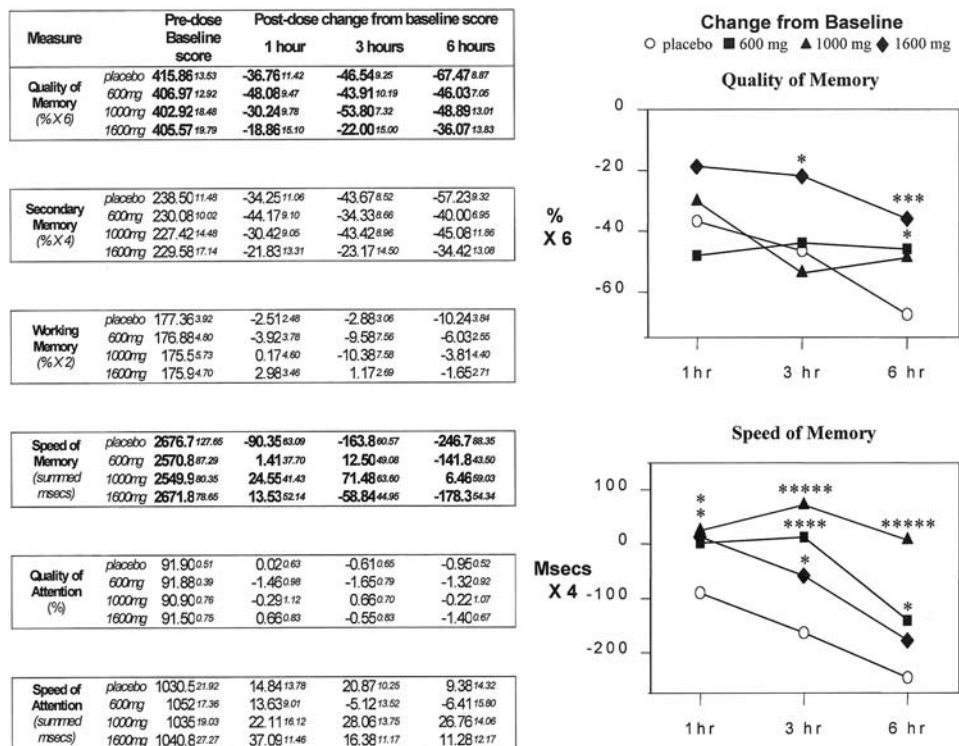 Measure Pre-dose Baseline score Post-dose change from baseline score
1 hour 3 hours 6 hours
Quality of Memory (% X 6)
placebo 415.86 13.53 -36.76 11.42 -46.54 9.25 -67.47 8.87
600mg 406.97 12.92 -48.08 9.47 -43.91 10.19 -46.03 7.05
1000mg 402.92 18.48 -30.24 9.78 -53.80 7.32 -48.89 13.01
1600mg 405.57 19.79 -18.86 15.10 -22.00 15.00 -36.07 13.83
Secondary Memory (% X 4)
placebo 238.50 11.48 -34.25 11.06 -43.67 8.52 -57.23 9.32
600mg 230.08 10.02 -44.17 9.10 -34.33 8.66 -40.00 6.95
1000mg 227.42 14.48 -30.42 9.05 -43.42 8.96 -45.08 11.86
1600mg 229.58 17.14 -21.83 13.31 -23.17 14.50 -34.42 13.08
Working Memory (% X 2)
placebo 177.36 3.92 -2.51 2.48 -2.88 3.06 -10.24 3.84
600mg 176.88 4.80 -3.92 3.78 -9.58 7.56 -6.03 2.55
1000mg 175.5 5.73 0.17 4.60 -10.38 7.58 -3.81 4.40
1600mg 175.9 4.70 2.98 3.46 1.17 2.69 -1.65 2.71
Speed of Memory (summed msecs)
placebo 2676.7 127.65 -90.35 63.09 -163.8 60.57 -246.7 88.35
600mg 2570.8 87.29 1.41 37.70 12.50 49.08 -141.8 43.50
1000mg 2549.9 80.35 24.55 41.43 71.48 63.60 6.46 59.03
1600mg 2671.8 78.65 13.53 52.14 -58.84 44.95 -178.3 54.34
Quality of Attention (%)
placebo 91.90 0.51 0.02 0.63 -0.61 0.65 -0.95 0.52
600mg 91.88 0.39 -1.46 0.98 -1.65 0.79 -1.32 0.92
1000mg 90.90 0.76 -0.29 1.12 0.66 0.70 -0.22 1.07
1600mg 91.50 0.75 0.66 0.83 -0.55 0.83 -1.40 0.67
Speed of Attention (summed msecs)
placebo 1030.5 21.92 14.84 13.78 20.87 10.25 9.38 14.32
600mg 1052 17.36 13.63 9.01 -5.12 13.52 -6.41 15.80
1000mg 1035 19.03 22.11 16.12 28.06 13.75 26.76 14.06
1600mg 1040.8 27.27 37.09 11.46 16.38 11.17 11.28 12.17
Change from Baseline
placebo 600 mg 1000 mg 1600 mg
Quality of Memory
0
-20
-40
-60
% X 6
*
***
*
1 hr 3 hr 6 hr
Speed of Memory
100
0
-100
-200
Msecs X 4
*
*
*****
****
*
*****
*
1 hr 3 hr 6 hr